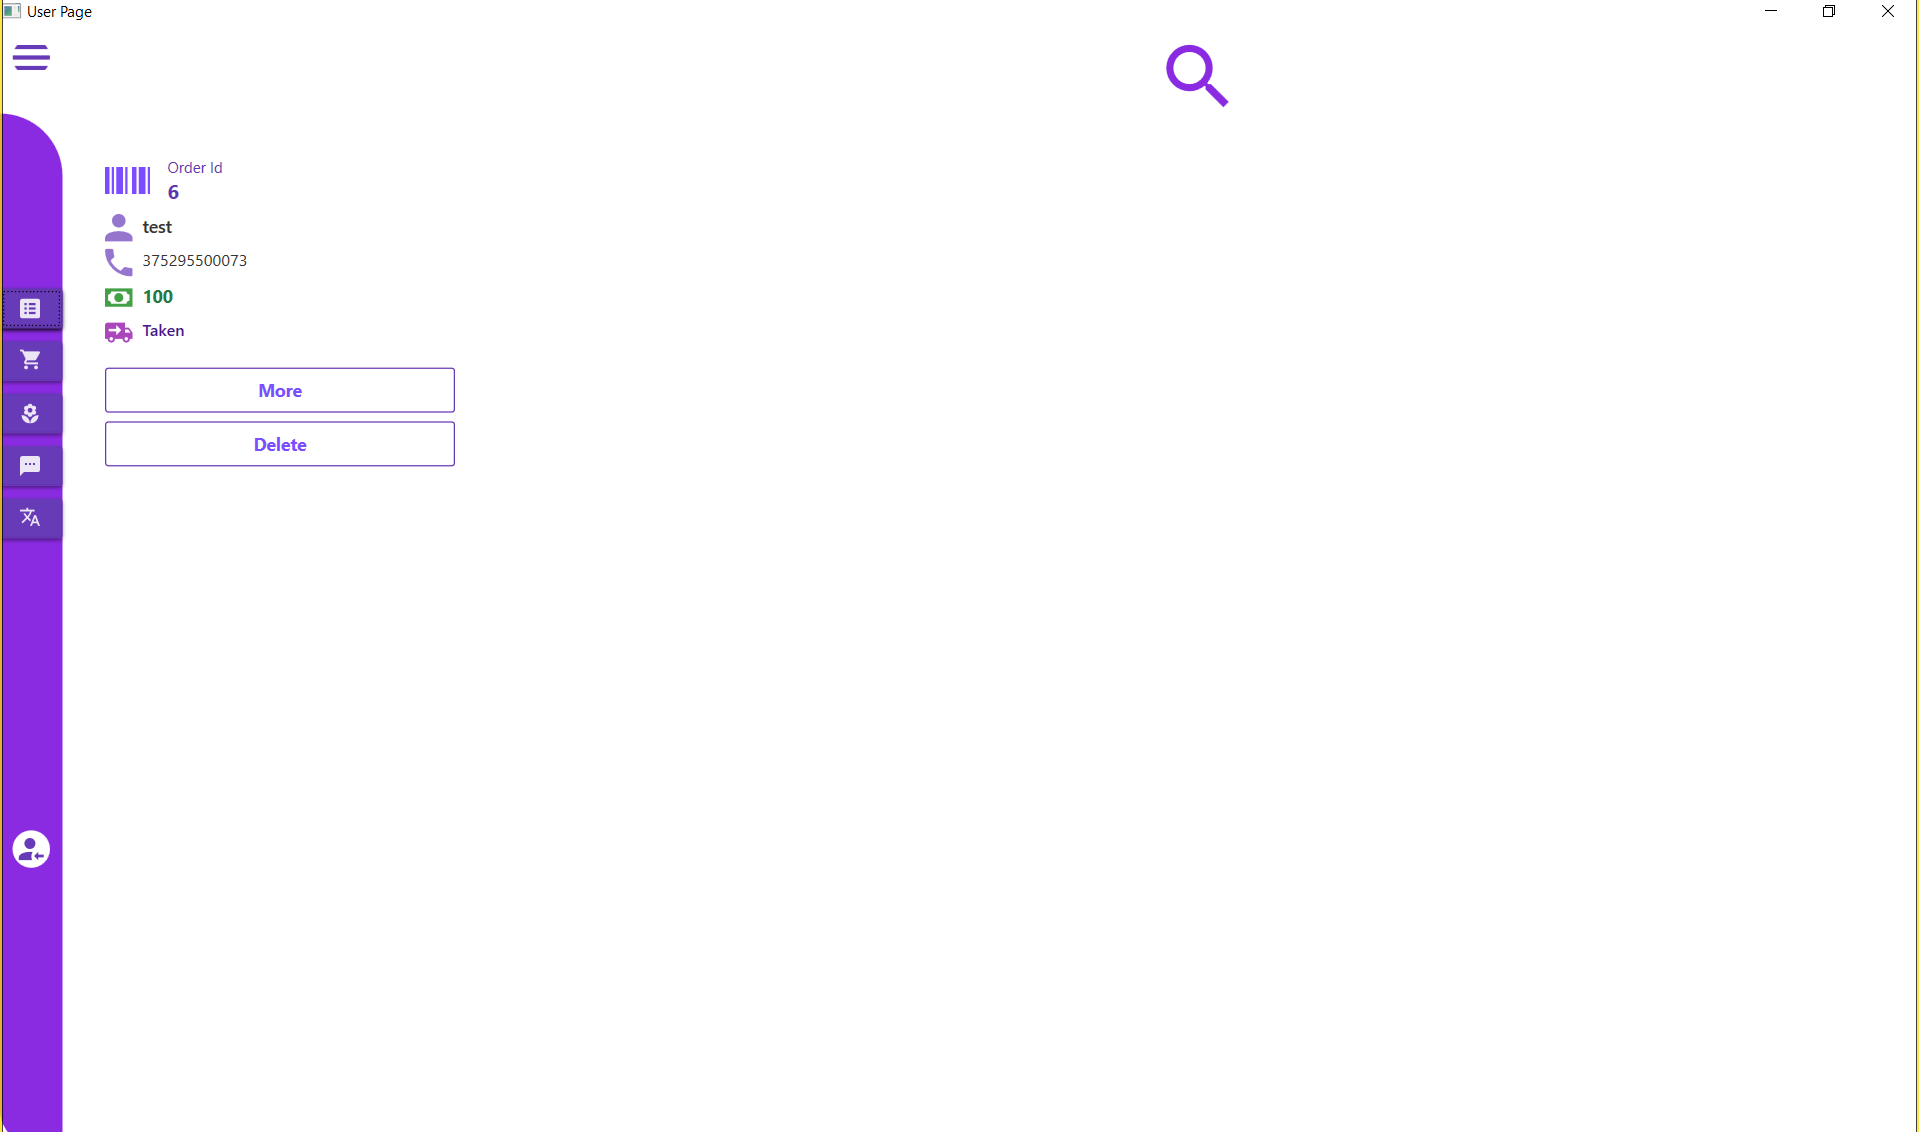 User Page
Order Id
6
test
375295500073
100
Taken
More
Delete